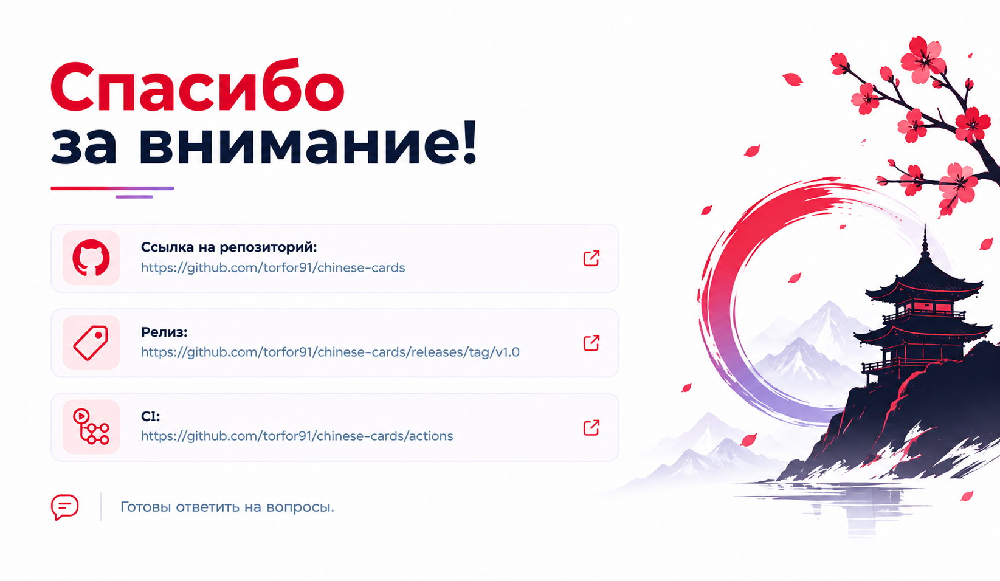 Спасибо
за внимание!
Ссылка на репозиторий:
https://github.com/torfor91/chinese-cards
Релиз:
https://github.com/torfor91/chinese-cards/releases/tag/v1.0
CI:
https://github.com/torfor91/chinese-cards/actions
Готовы ответить на вопросы.